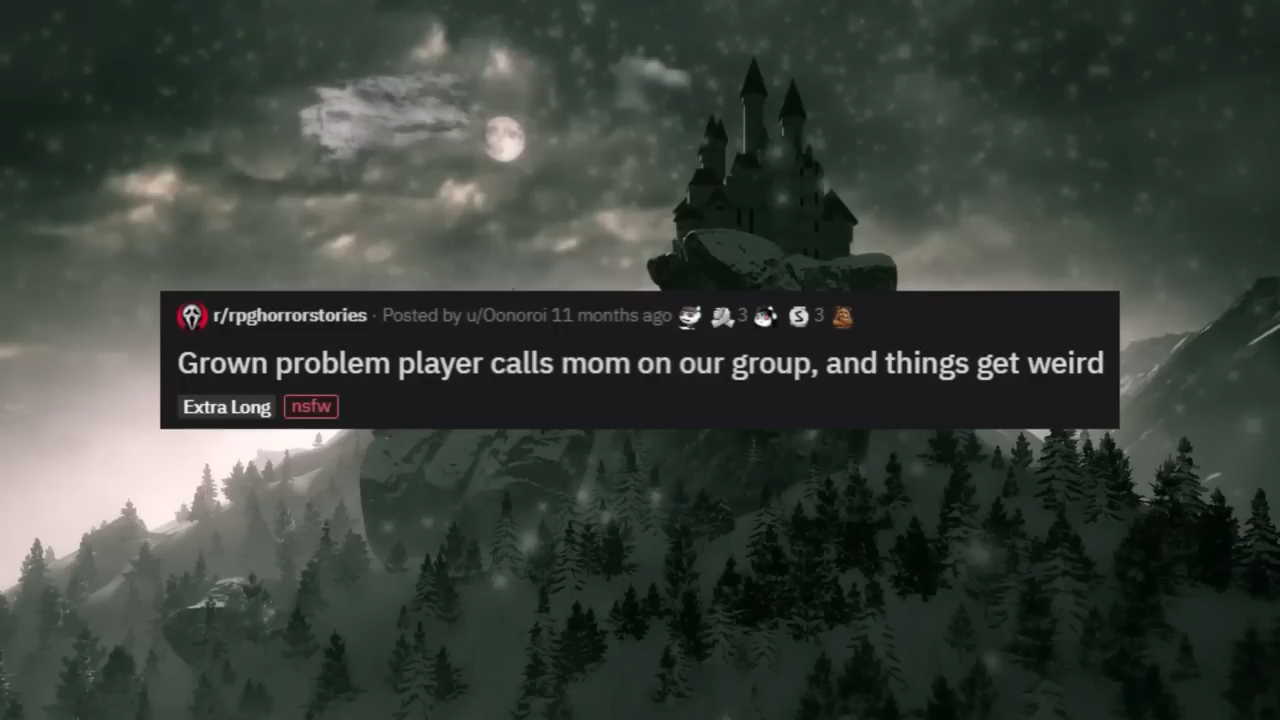 r/rpghorrorstories · Posted by u/Oonoroi 11 months ago 3 3
Grown problem player calls mom on our group, and things get weird
Extra Long nsfw